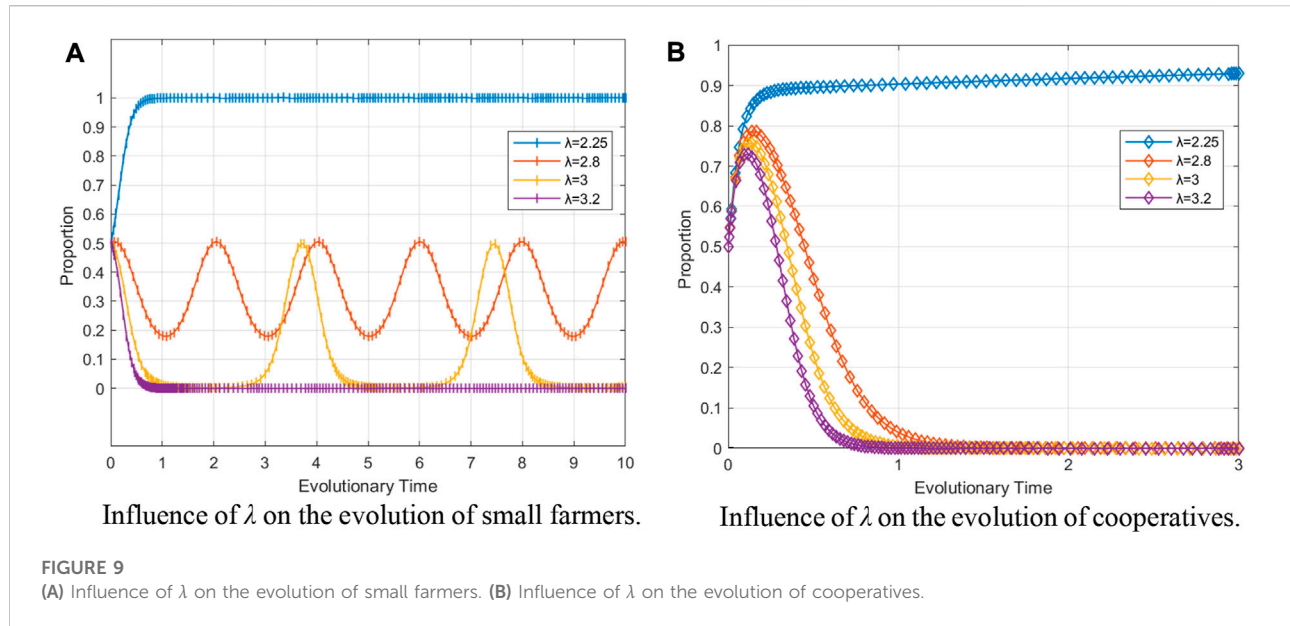 A
1
0.9
0.8
0.7
0.6
0.5
0.4
0.3
0.2
0.1
0
Proportion
λ=2.25
λ=2.8
λ=3
λ=3.2
0 1 2 3 4 5 6 7 8 9 10
Evolutionary Time
Influence of λ on the evolution of small farmers.
B
1
0.9
0.8
0.7
0.6
0.5
0.4
0.3
0.2
0.1
0
Proportion
λ=2.25
λ=2.8
λ=3
λ=3.2
0 1 2 3
Evolutionary Time
Influence of λ on the evolution of cooperatives.
FIGURE 9
(A) Influence of λ on the evolution of small farmers. (B) Influence of λ on the evolution of cooperatives.